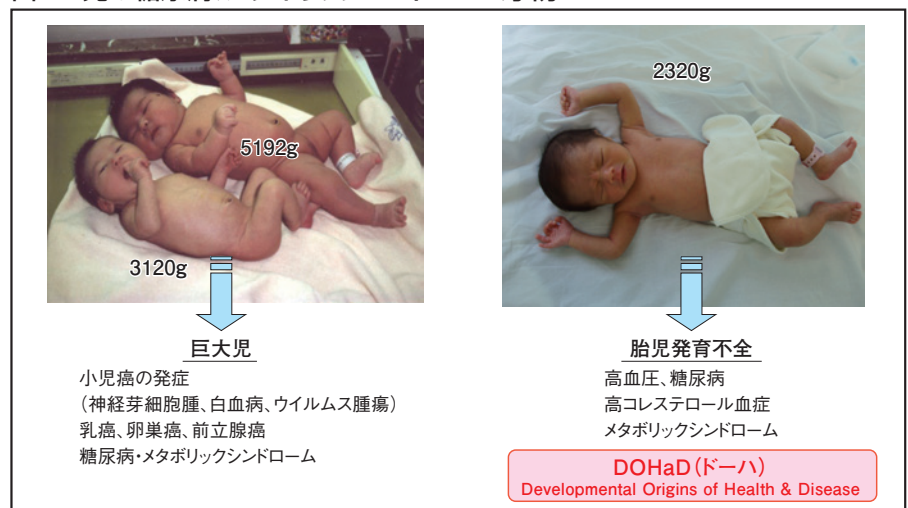 5192g
3120g
巨大児
小児癌の発症
(神経芽細胞腫、白血病、ウイルムス腫瘍)
乳癌、卵巣癌、前立腺癌
糖尿病・メタボリックシンドローム
2320g
胎児発育不全
高血圧、糖尿病
高コレステロール血症
メタボリックシンドローム
DOHaD(ドーハ)
Developmental Origins of Health & Disease